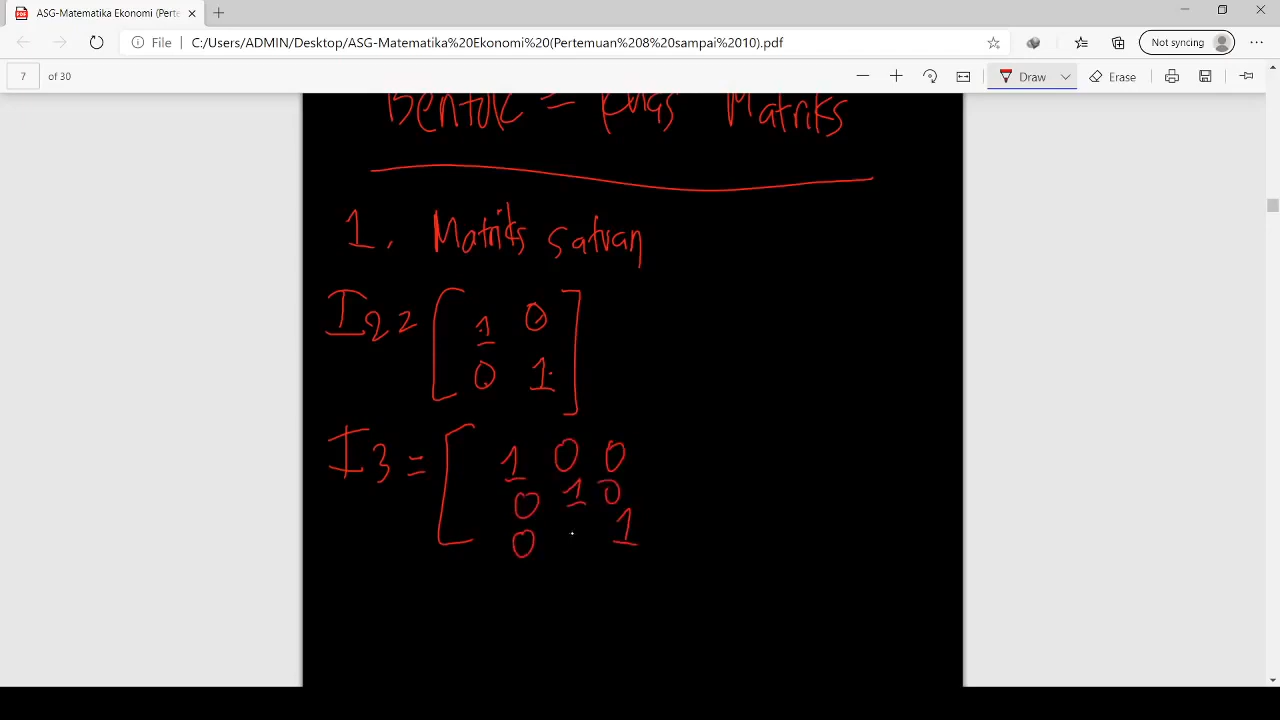 ASG-Matematika Ekonomi (Perte
File C:/Users/ADMIN/Desktop/ASG-Matematika%20Ekonomi%20(Pertemuan%208%20sampai%2010).pdf Not syncing
7 of 30 Draw Erase
Bentuk = Khas Matriks
1. Matriks satuan
I2 = [ 1 0
0 1 ]
I3 = [ 1 0 0
0 1 0
0 1